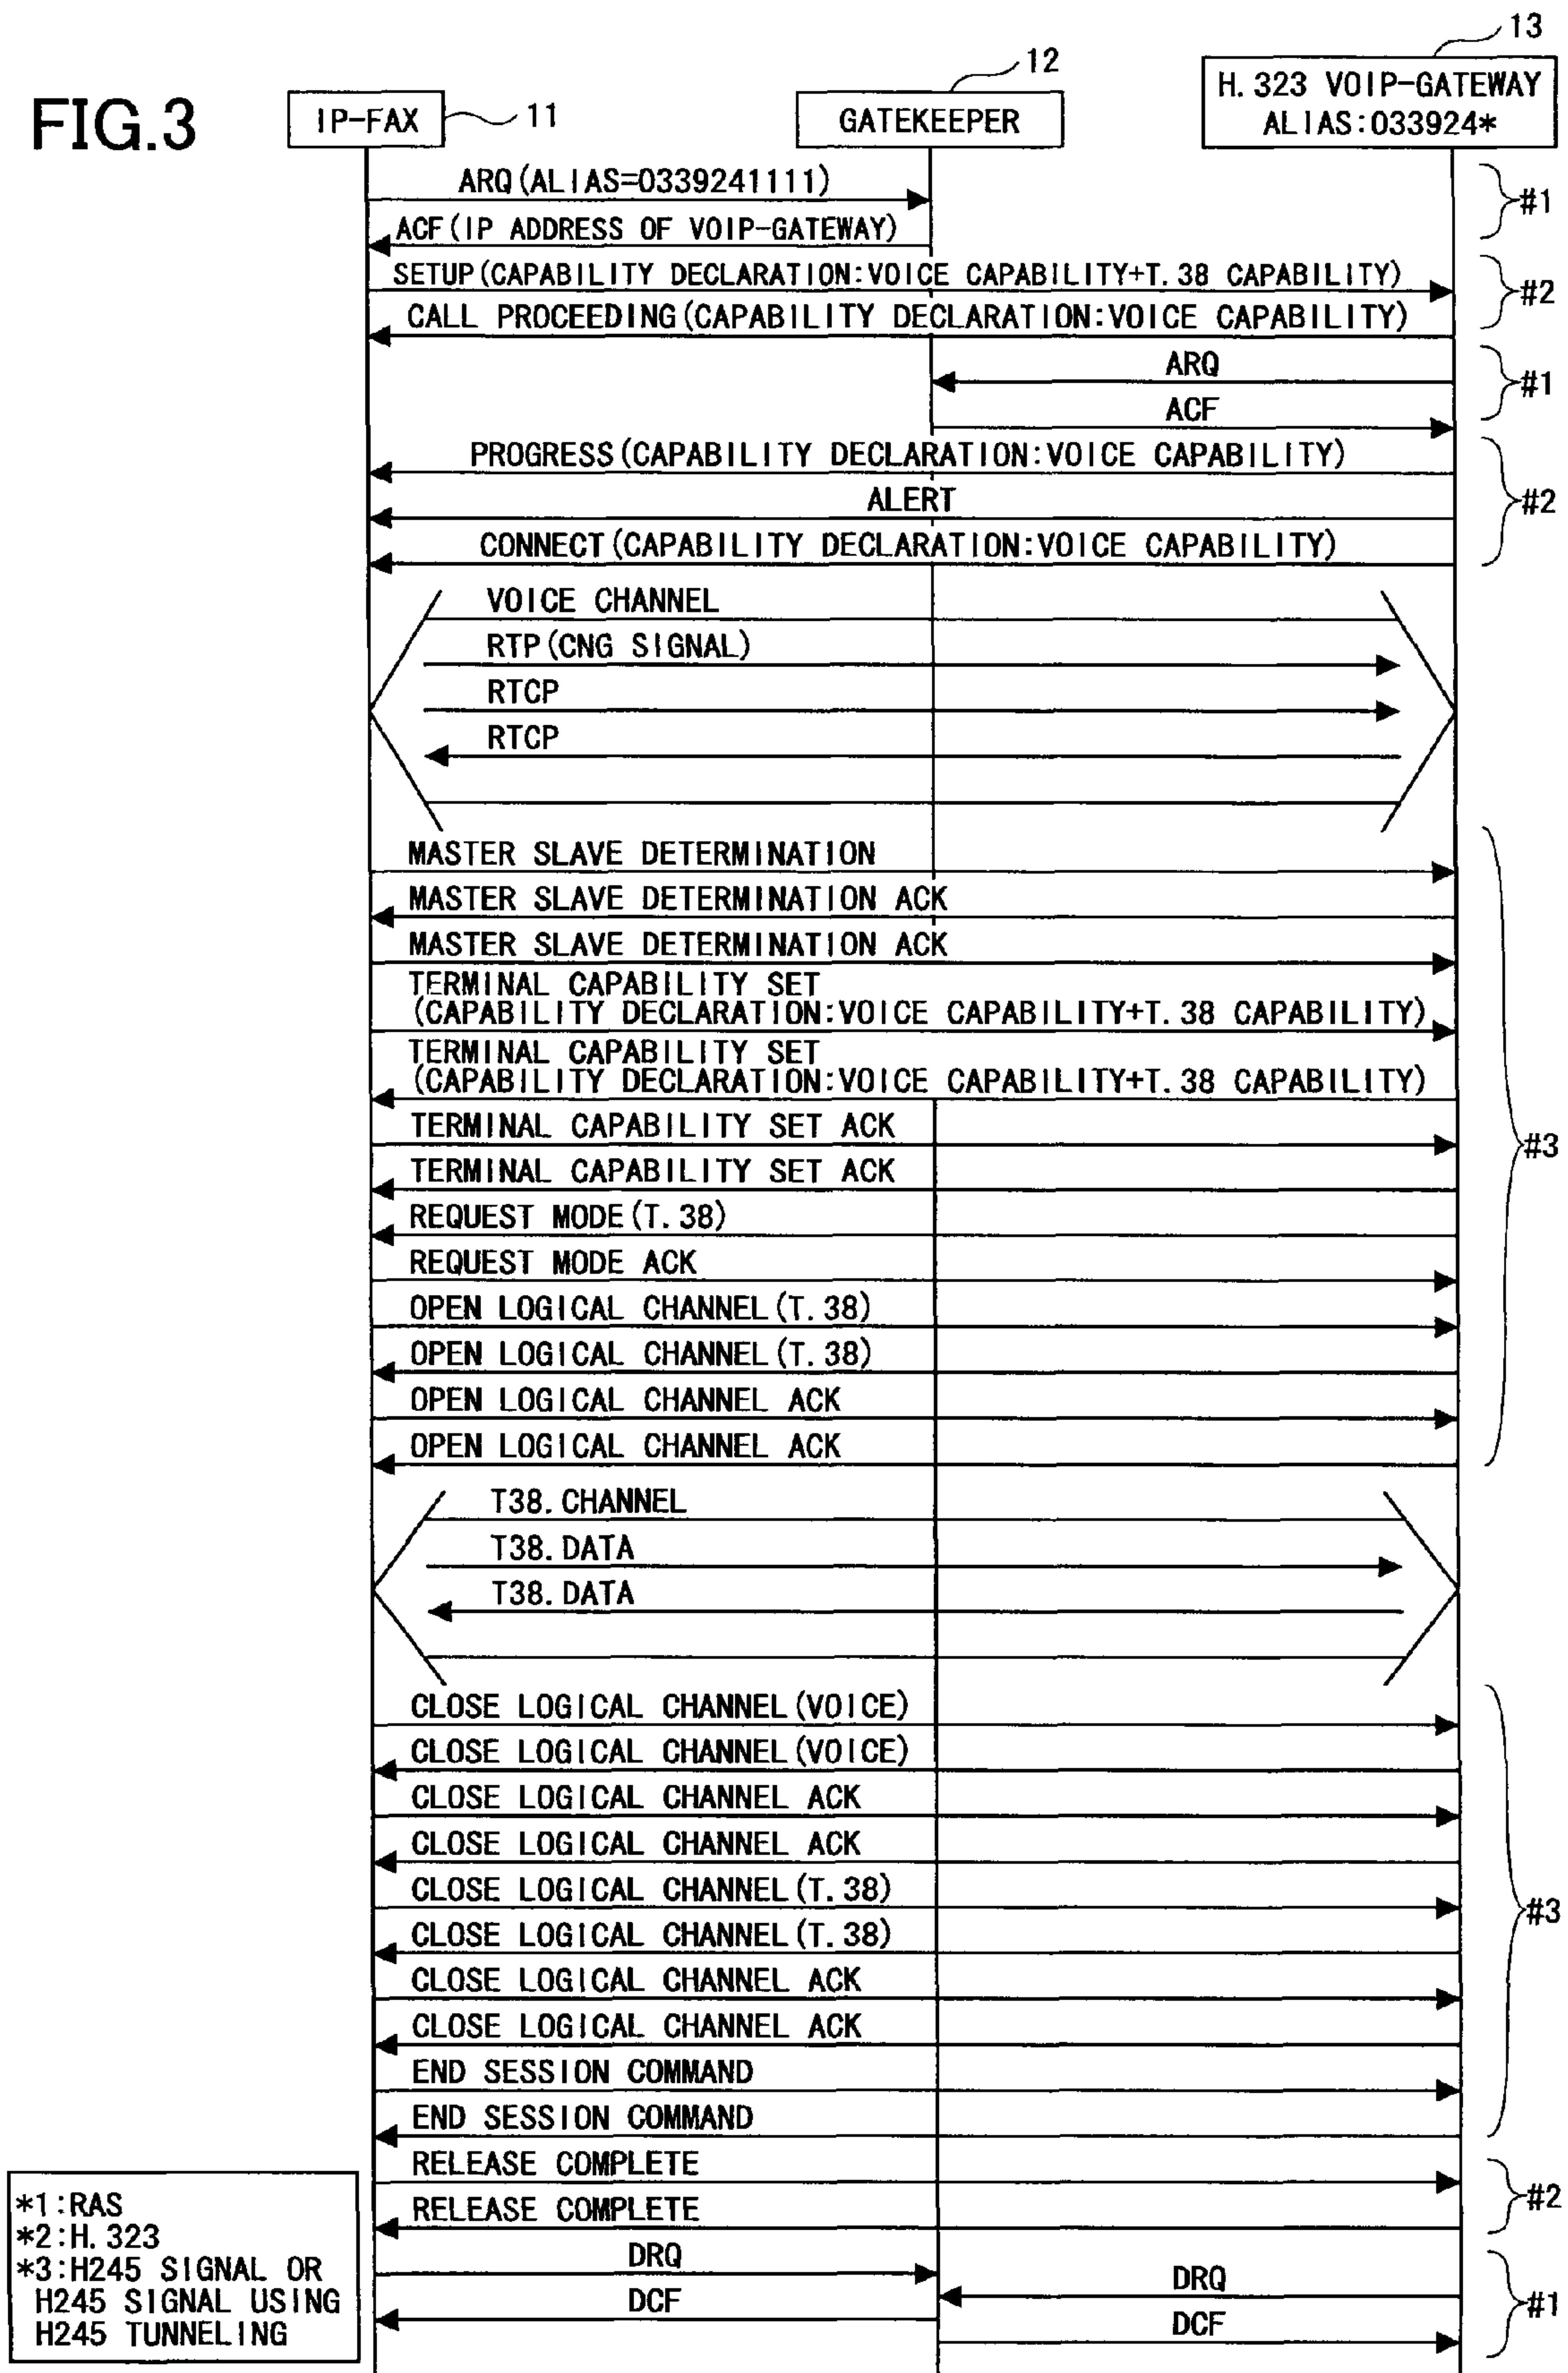 FIG.3
IP-FAX
11
GATEKEEPER
12
H.323 VOIP-GATEWAY
ALIAS:033924*
13
ARQ(ALIAS=0339241111)
ACF(IP ADDRESS OF VOIP-GATEWAY)
#1
SETUP(CAPABILITY DECLARATION:VOICE CAPABILITY+T.38 CAPABILITY)
CALL PROCEEDING(CAPABILITY DECLARATION:VOICE CAPABILITY)
#2
ARQ
ACF
#1
PROGRESS(CAPABILITY DECLARATION:VOICE CAPABILITY)
ALERT
CONNECT(CAPABILITY DECLARATION:VOICE CAPABILITY)
#2
VOICE CHANNEL
RTP(CNG SIGNAL)
RTCP
RTCP
MASTER SLAVE DETERMINATION
MASTER SLAVE DETERMINATION ACK
MASTER SLAVE DETERMINATION ACK
TERMINAL CAPABILITY SET
(CAPABILITY DECLARATION:VOICE CAPABILITY+T.38 CAPABILITY)
TERMINAL CAPABILITY SET
(CAPABILITY DECLARATION:VOICE CAPABILITY+T.38 CAPABILITY)
TERMINAL CAPABILITY SET ACK
TERMINAL CAPABILITY SET ACK
REQUEST MODE(T.38)
REQUEST MODE ACK
OPEN LOGICAL CHANNEL(T.38)
OPEN LOGICAL CHANNEL(T.38)
OPEN LOGICAL CHANNEL ACK
OPEN LOGICAL CHANNEL ACK
#3
T38.CHANNEL
T38.DATA
T38.DATA
CLOSE LOGICAL CHANNEL(VOICE)
CLOSE LOGICAL CHANNEL(VOICE)
CLOSE LOGICAL CHANNEL ACK
CLOSE LOGICAL CHANNEL ACK
CLOSE LOGICAL CHANNEL(T.38)
CLOSE LOGICAL CHANNEL(T.38)
CLOSE LOGICAL CHANNEL ACK
CLOSE LOGICAL CHANNEL ACK
END SESSION COMMAND
END SESSION COMMAND
#3
RELEASE COMPLETE
RELEASE COMPLETE
#2
DRQ
DRQ
DCF
DCF
#1
*1:RAS
*2:H.323
*3:H245 SIGNAL OR
H245 SIGNAL USING
H245 TUNNELING